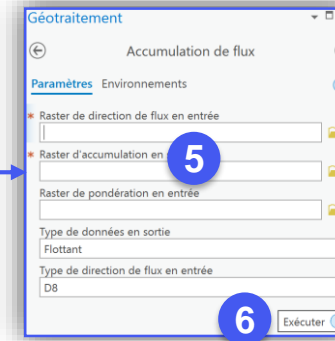 Géotraitement
Accumulation de flux
Paramètres Environnements
* Raster de direction de flux en entrée
* Raster d'accumulation en
5
Raster de pondération en entrée
Type de données en sortie
Flottant
Type de direction de flux en entrée
D8
6
Exécuter